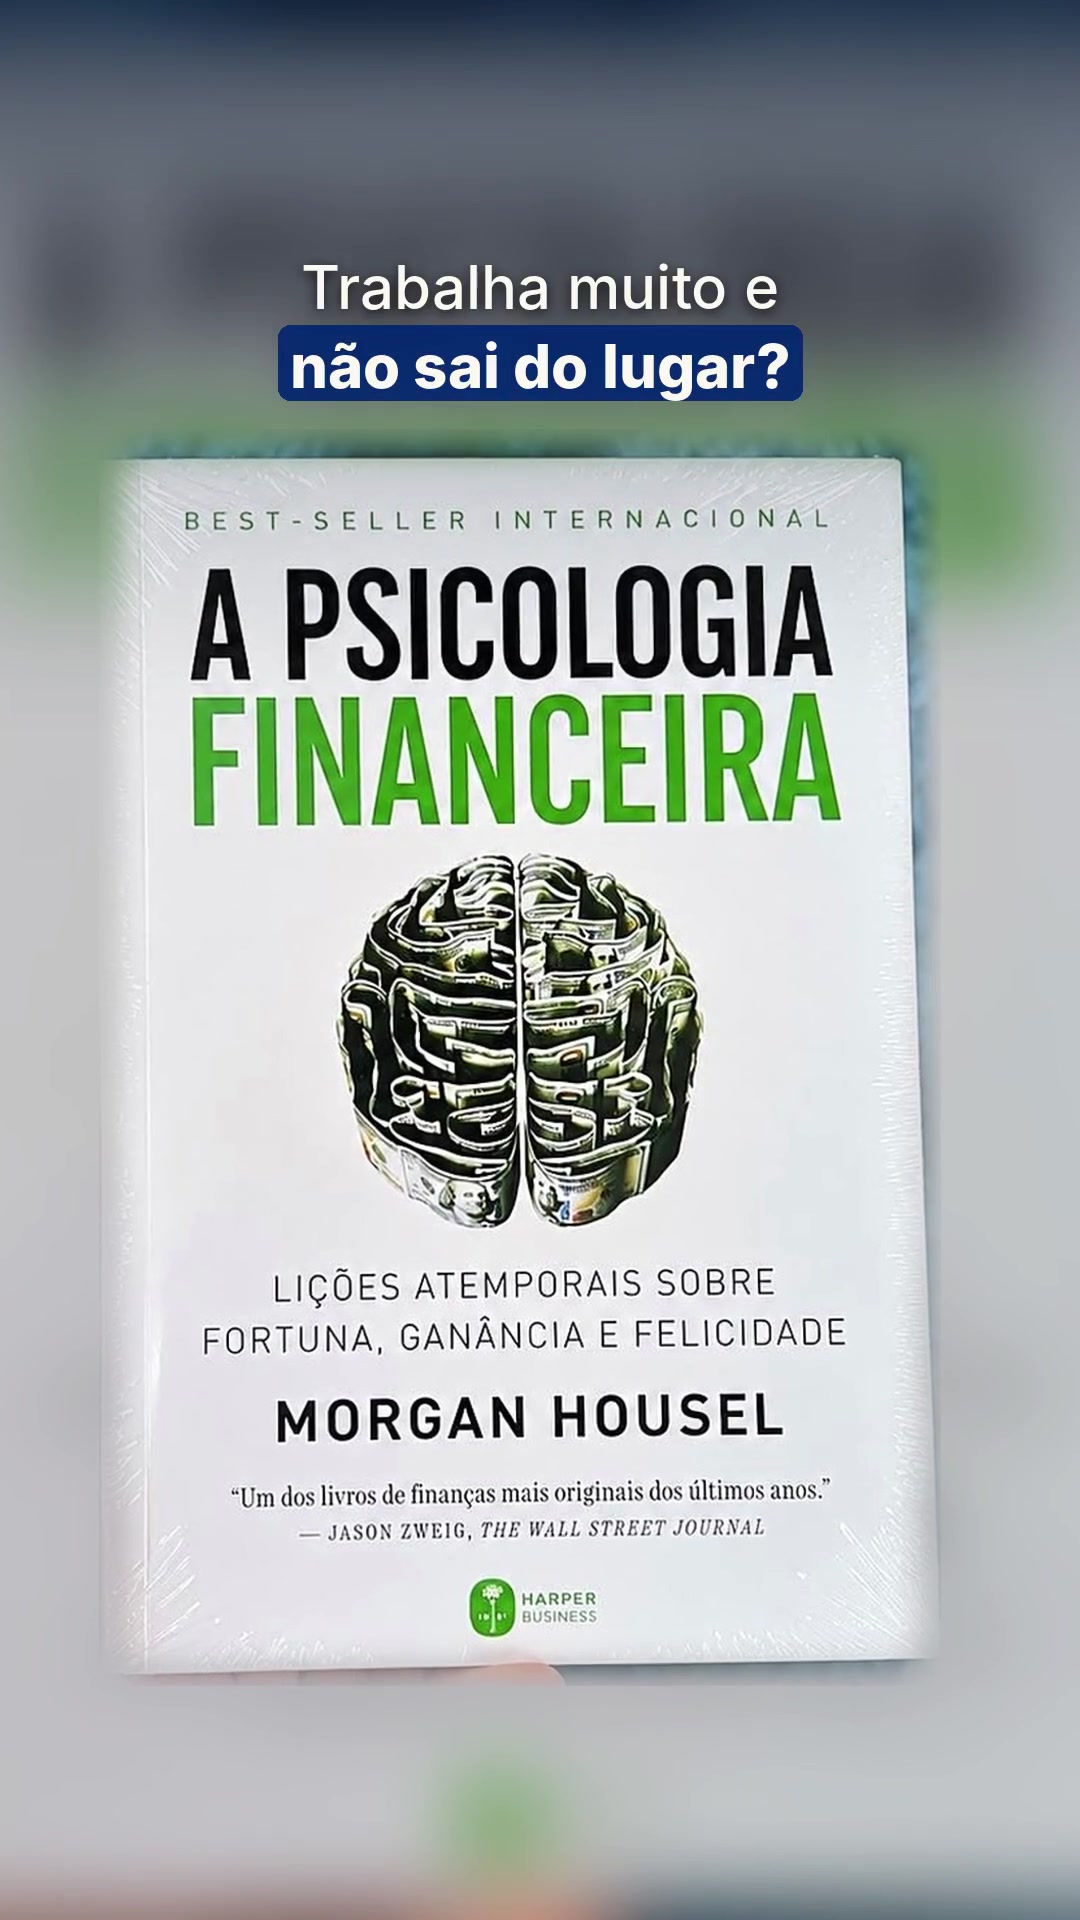 Trabalha muito e
não sai do lugar?
BEST-SELLER INTERNACIONAL
A PSICOLOGIA
FINANCEIRA
LIÇÕES ATEMPORAIS SOBRE
FORTUNA, GANÂNCIA E FELICIDADE
MORGAN HOUSEL
“Um dos livros de finanças mais originais dos últimos anos.”
— JASON ZWEIG, THE WALL STREET JOURNAL
HARPER
BUSINESS